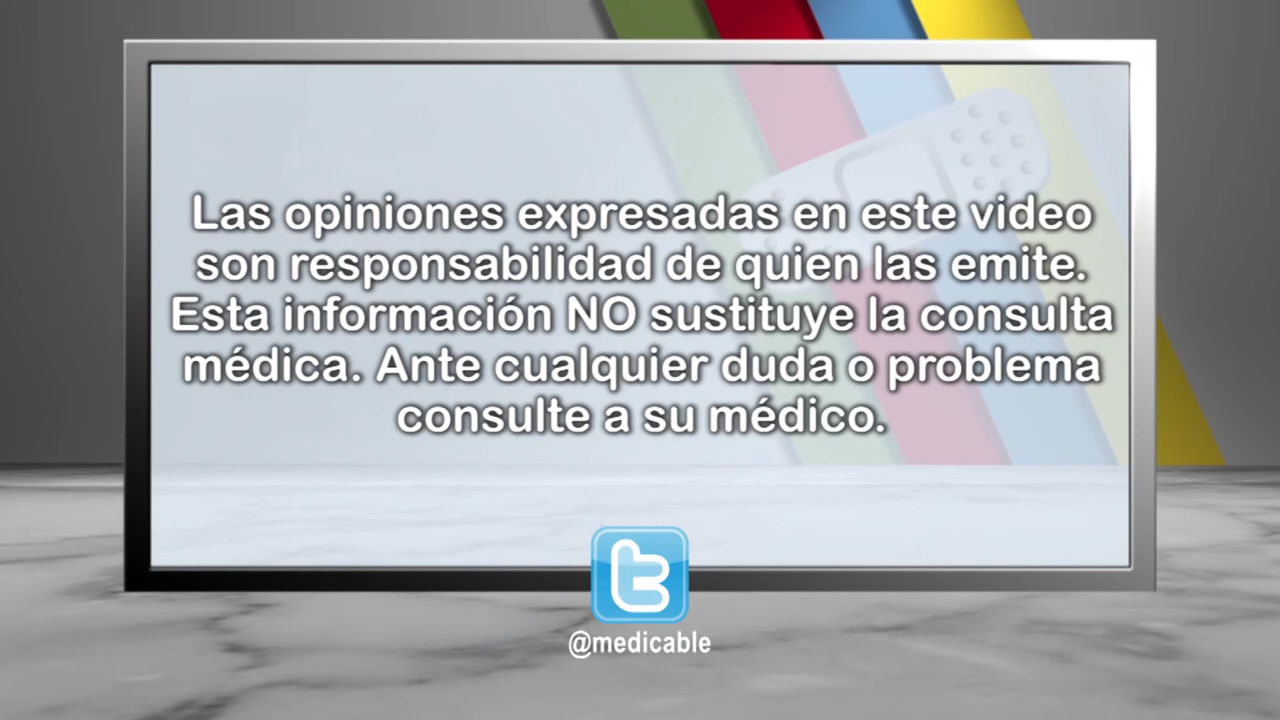 Las opiniones expresadas en este video
son responsabilidad de quien las emite.
Esta información NO sustituye la consulta
médica. Ante cualquier duda o problema
consulte a su médico.
@medicable